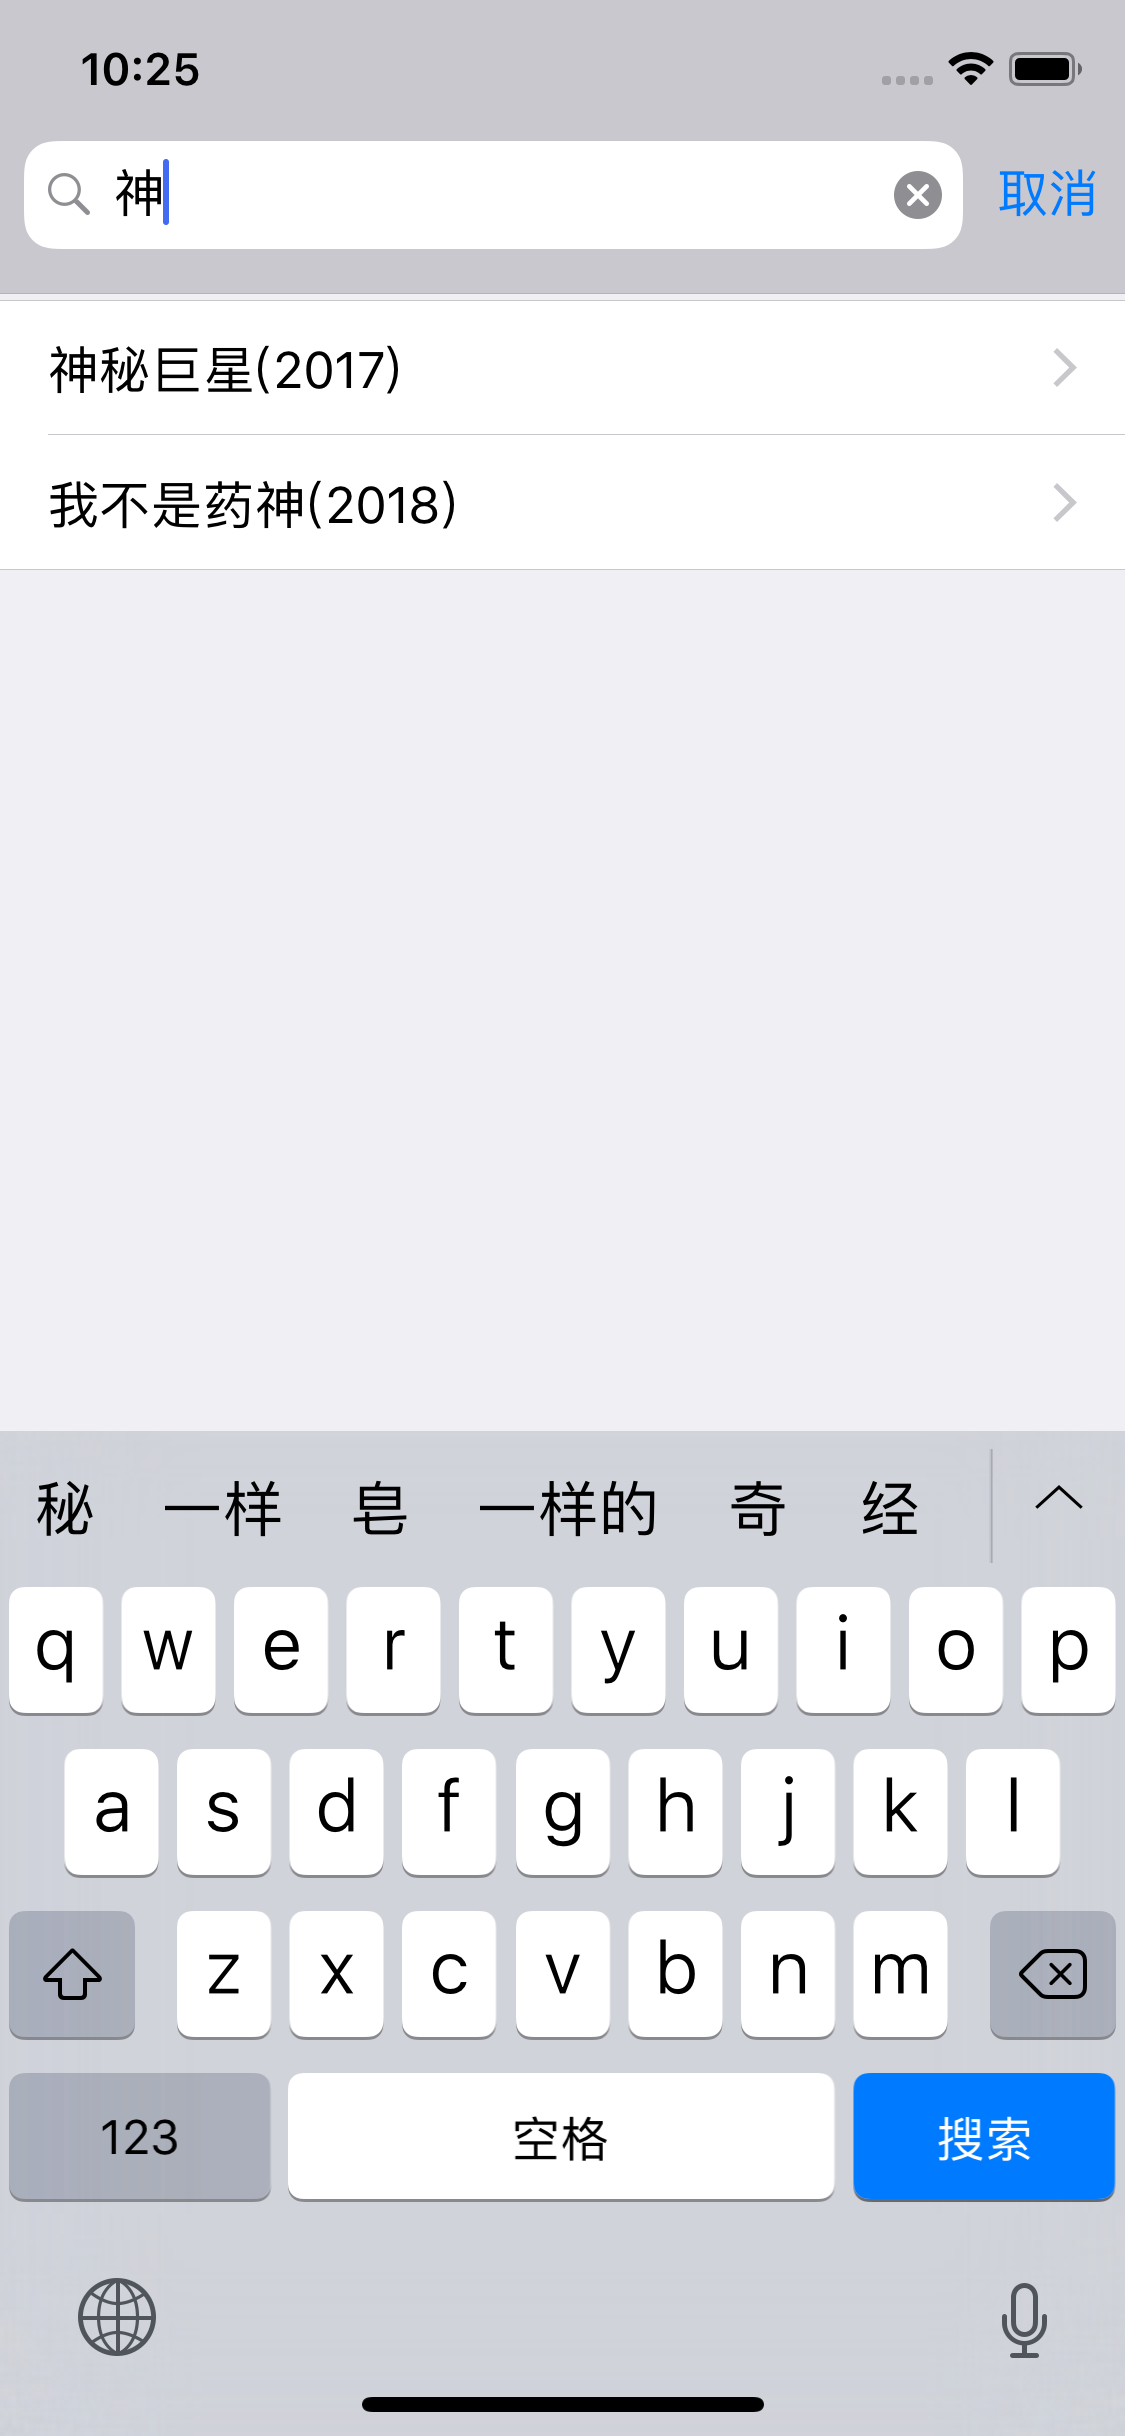 10:25
神
取消
神秘巨星(2017)
我不是药神(2018)
秘 一样 皂 一样的 奇 经
q w e r t y u i o p
a s d f g h j k l
z x c v b n m
123 空格 搜索